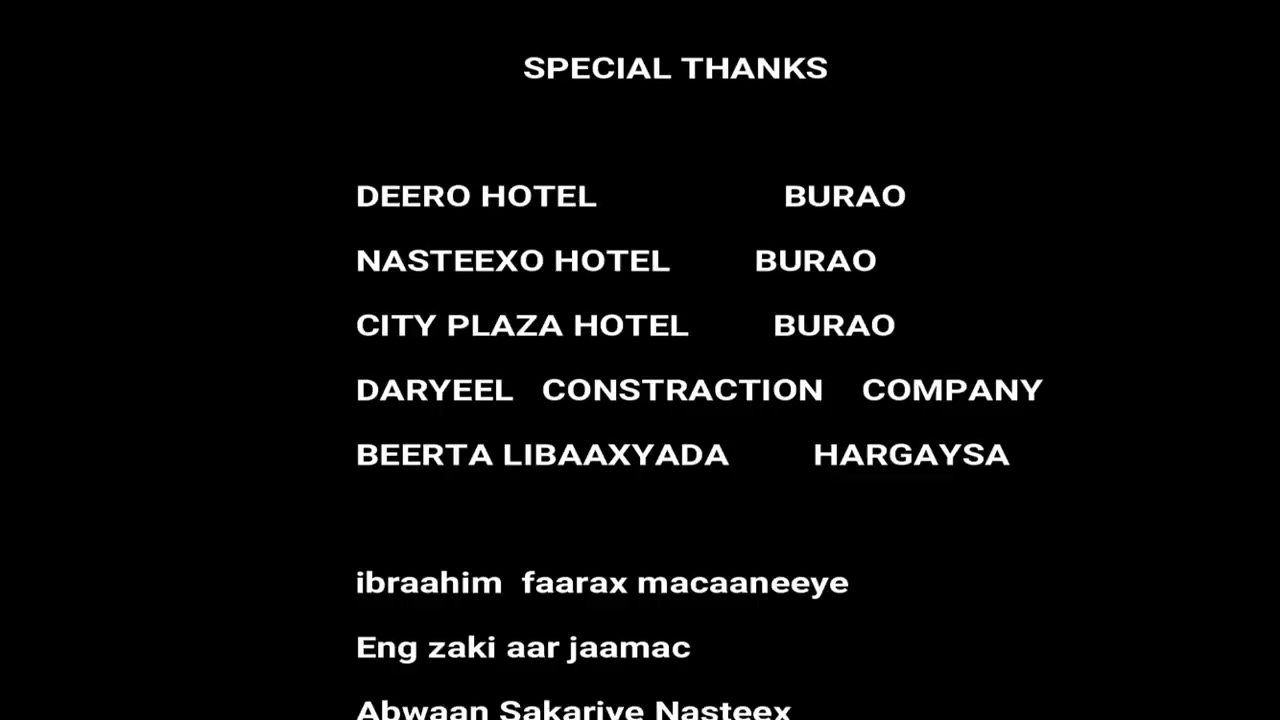 SPECIAL THANKS
DEERO HOTEL BURAO
NASTEEXO HOTEL BURAO
CITY PLAZA HOTEL BURAO
DARYEEL CONSTRACTION COMPANY
BEERTA LIBAAXYADA HARGAYSA
ibraahim faarax macaaneeye
Eng zaki aar jaamac
Abwaan Sakariye Nasteex